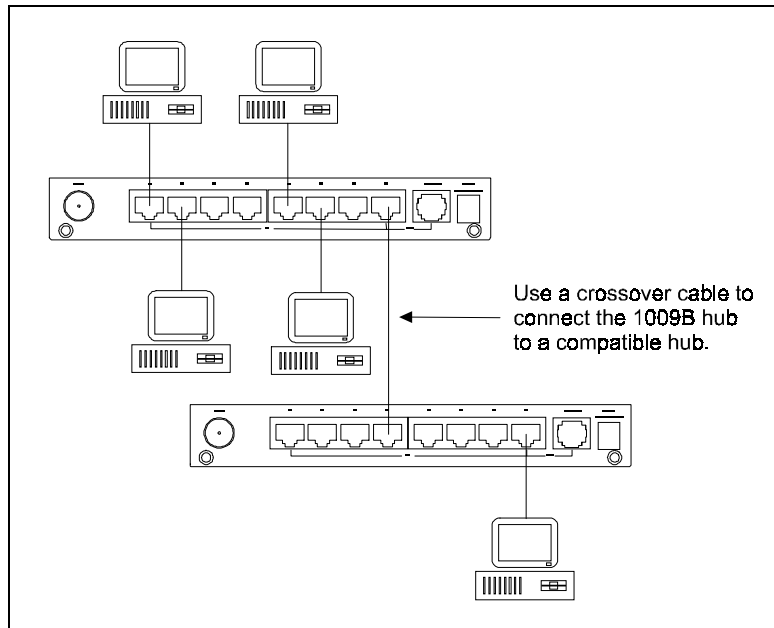 Use a crossover cable to
connect the 1009B hub
to a compatible hub.